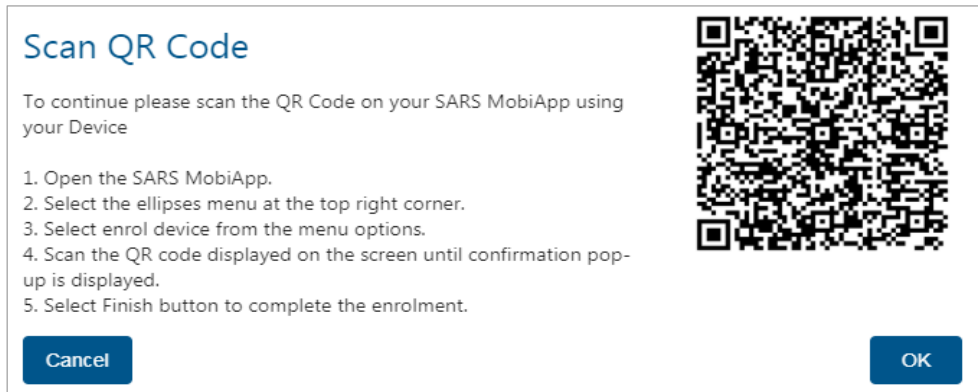 Scan QR Code
To continue please scan the QR Code on your SARS MobiApp using
your Device
1. Open the SARS MobiApp.
2. Select the ellipses menu at the top right corner.
3. Select enrol device from the menu options.
4. Scan the QR code displayed on the screen until confirmation pop-
up is displayed.
5. Select Finish button to complete the enrolment.
Cancel
OK